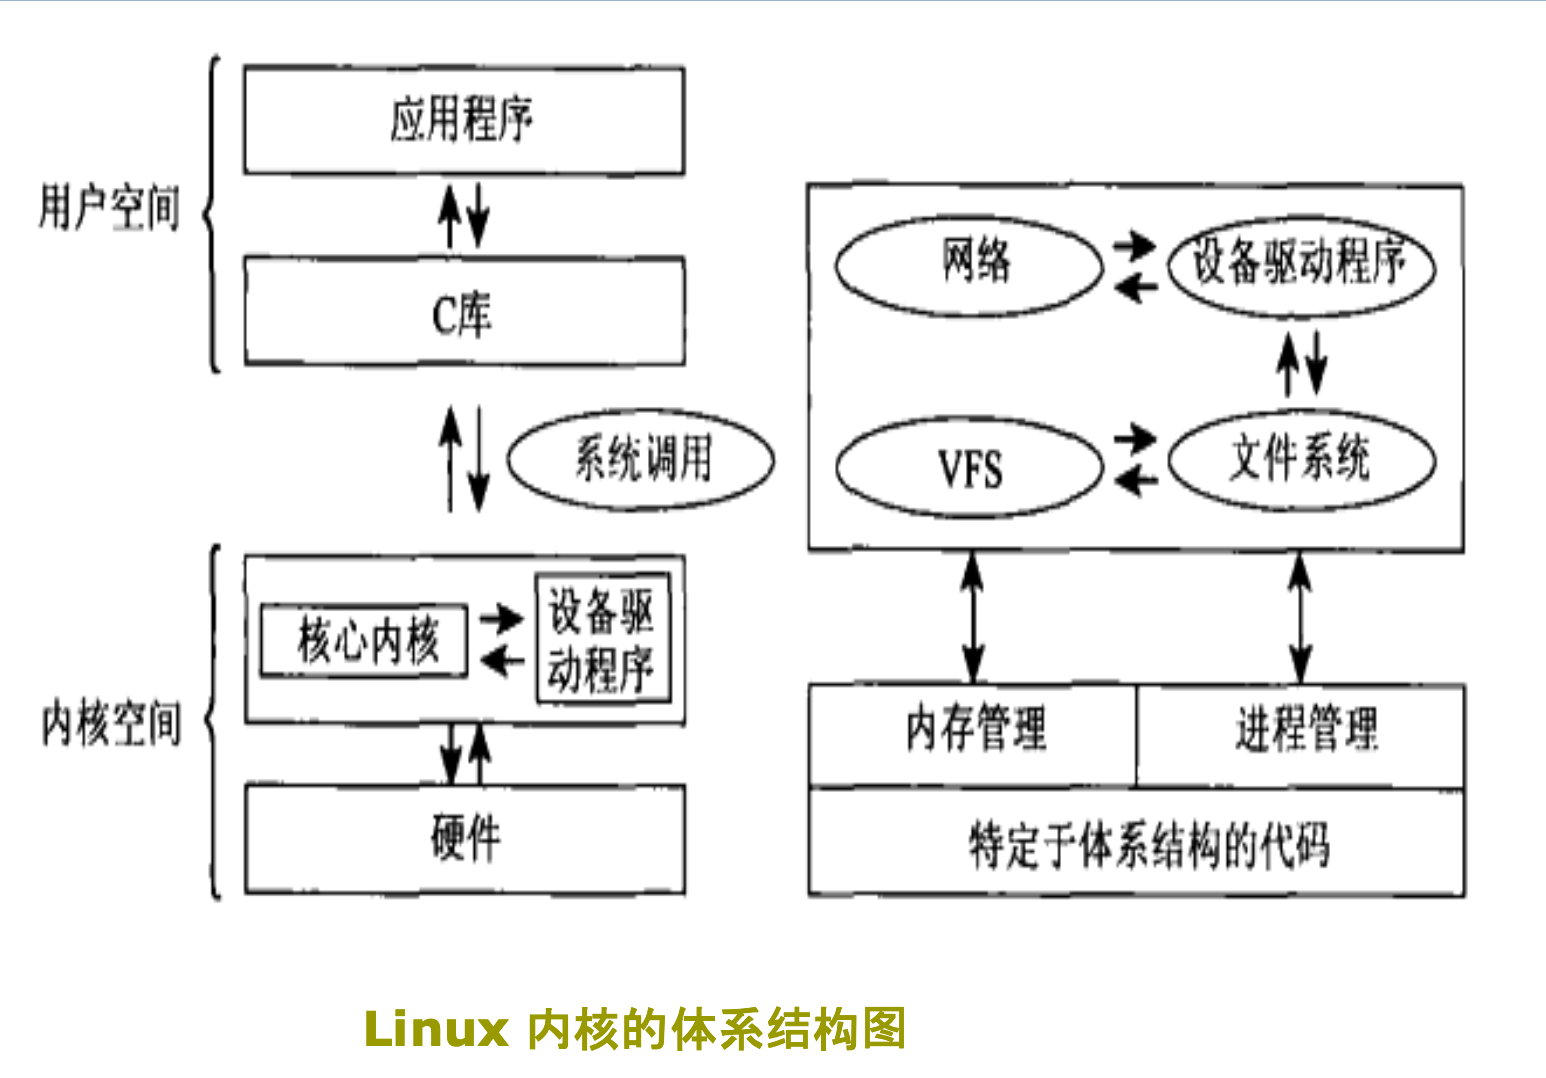 应用程序
用户空间
C库
系统调用
核心内核
设备驱
动程序
内核空间
硬件
网络
设备驱动程序
VFS
文件系统
内存管理
进程管理
特定于体系结构的代码
Linux 内核的体系结构图